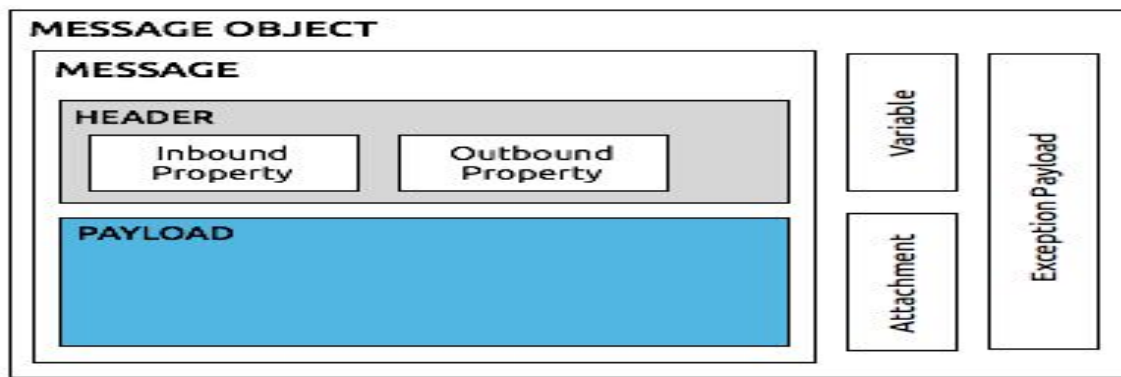 MESSAGE OBJECT
MESSAGE
HEADER
Inbound
Property
Outbound
Property
PAYLOAD
Variable
Attachment
Exception Payload